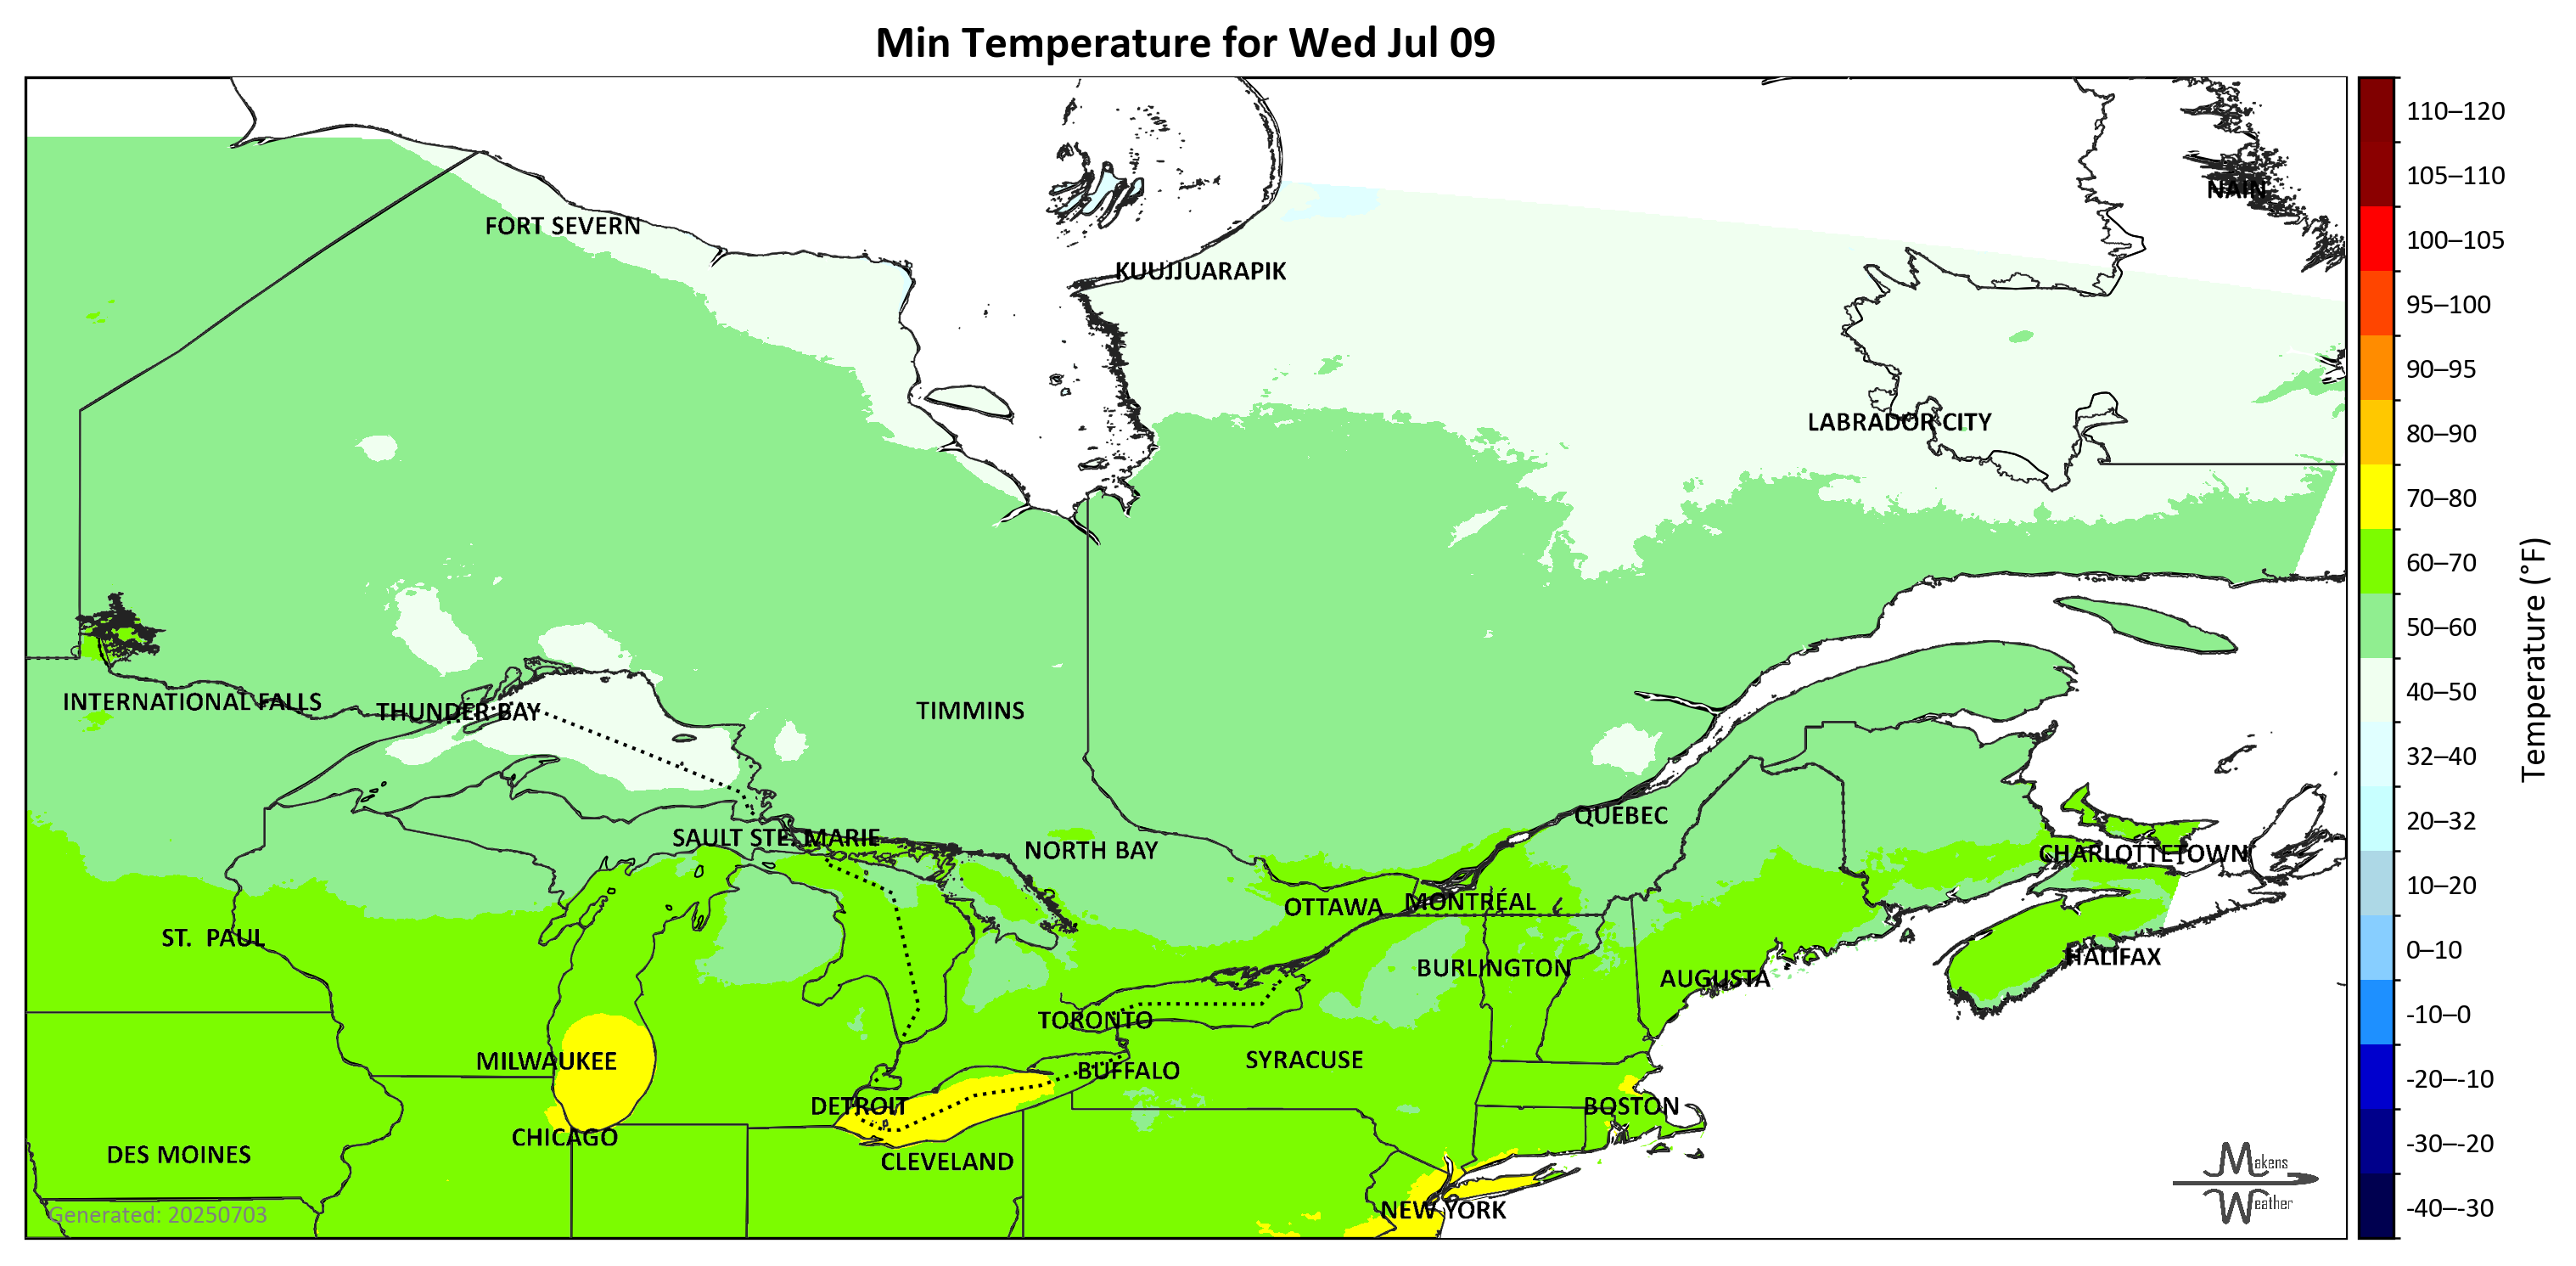 Min Temperature for Wed Jul 09
110–120
105–110
NAIN
FORT SEVERN
100–105
KUUJJUARAPIK
95–100
90–95
LABRADOR CITY
80–90
70–80
60–70
50–60
Temperature (°F)
INTERNATIONAL FALLS
THUNDER BAY
TIMMINS
40–50
32–40
QUEBEC
20–32
SAULT STE. MARIE
NORTH BAY
CHARLOTTETOWN
10–20
OTTAWA
MONTRÉAL
ST. PAUL
0–10
HALIFAX
BURLINGTON
AUGUSTA
-10–0
TORONTO
MILWAUKEE
SYRACUSE
BUFFALO
-20–-10
DETROIT
BOSTON
CHICAGO
-30–-20
DES MOINES
CLEVELAND
Makens
Weather
NEW YORK
-40–-30
Generated: 20250703